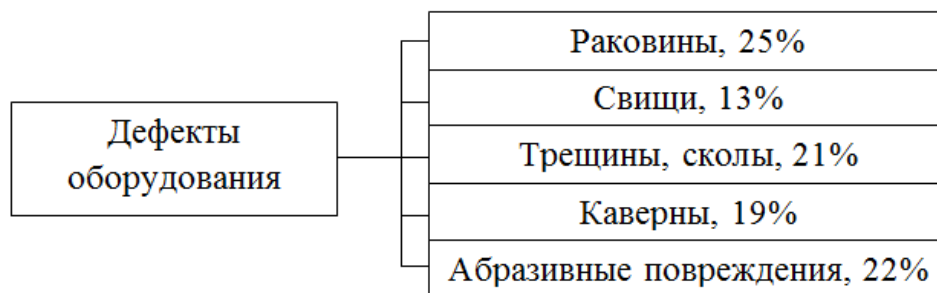 Дефекты
оборудования
Раковины, 25%
Свищи, 13%
Трещины, сколы, 21%
Каверны, 19%
Абразивные повреждения, 22%